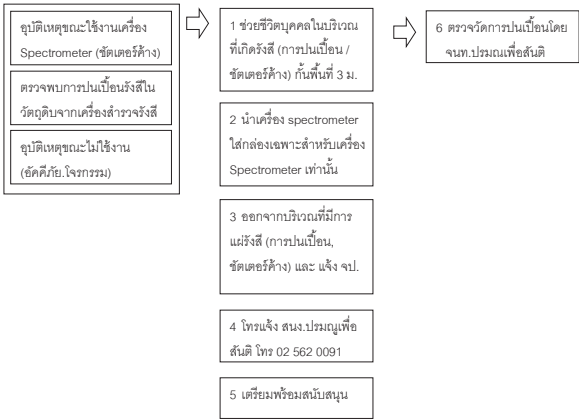 อุบัติเหตุขณะใช้งานเครื่อง
Spectrometer (ชัตเตอร์ค้าง)
ตรวจพบการปนเปื้อนรังสีใน
วัตถุดิบจากเครื่องสำรวจรังสี
อุบัติเหตุขณะไม่ใช้งาน
(อัคคีภัย.โจรกรรม)
1 ช่วยชีวิตบุคคลในบริเวณ
ที่เกิดรังสี (การปนเปื้อน /
ชัตเตอร์ค้าง) กั้นพื้นที่ 3 ม.
2 นำเครื่อง spectrometer
ใส่กล่องเฉพาะสำหรับเครื่อง
Spectrometer เท่านั้น
3 ออกจากบริเวณที่มีการ
แผ่รังสี (การปนเปื้อน,
ชัตเตอร์ค้าง) และ แจ้ง จป.
4 โทรแจ้ง สนง.ปรมณูเพื่อ
สันติ โทร 02 562 0091
5 เตรียมพร้อมสนับสนุน
6 ตรวจวัดการปนเปื้อนโดย
จนท.ปรมณเพื่อสันติ